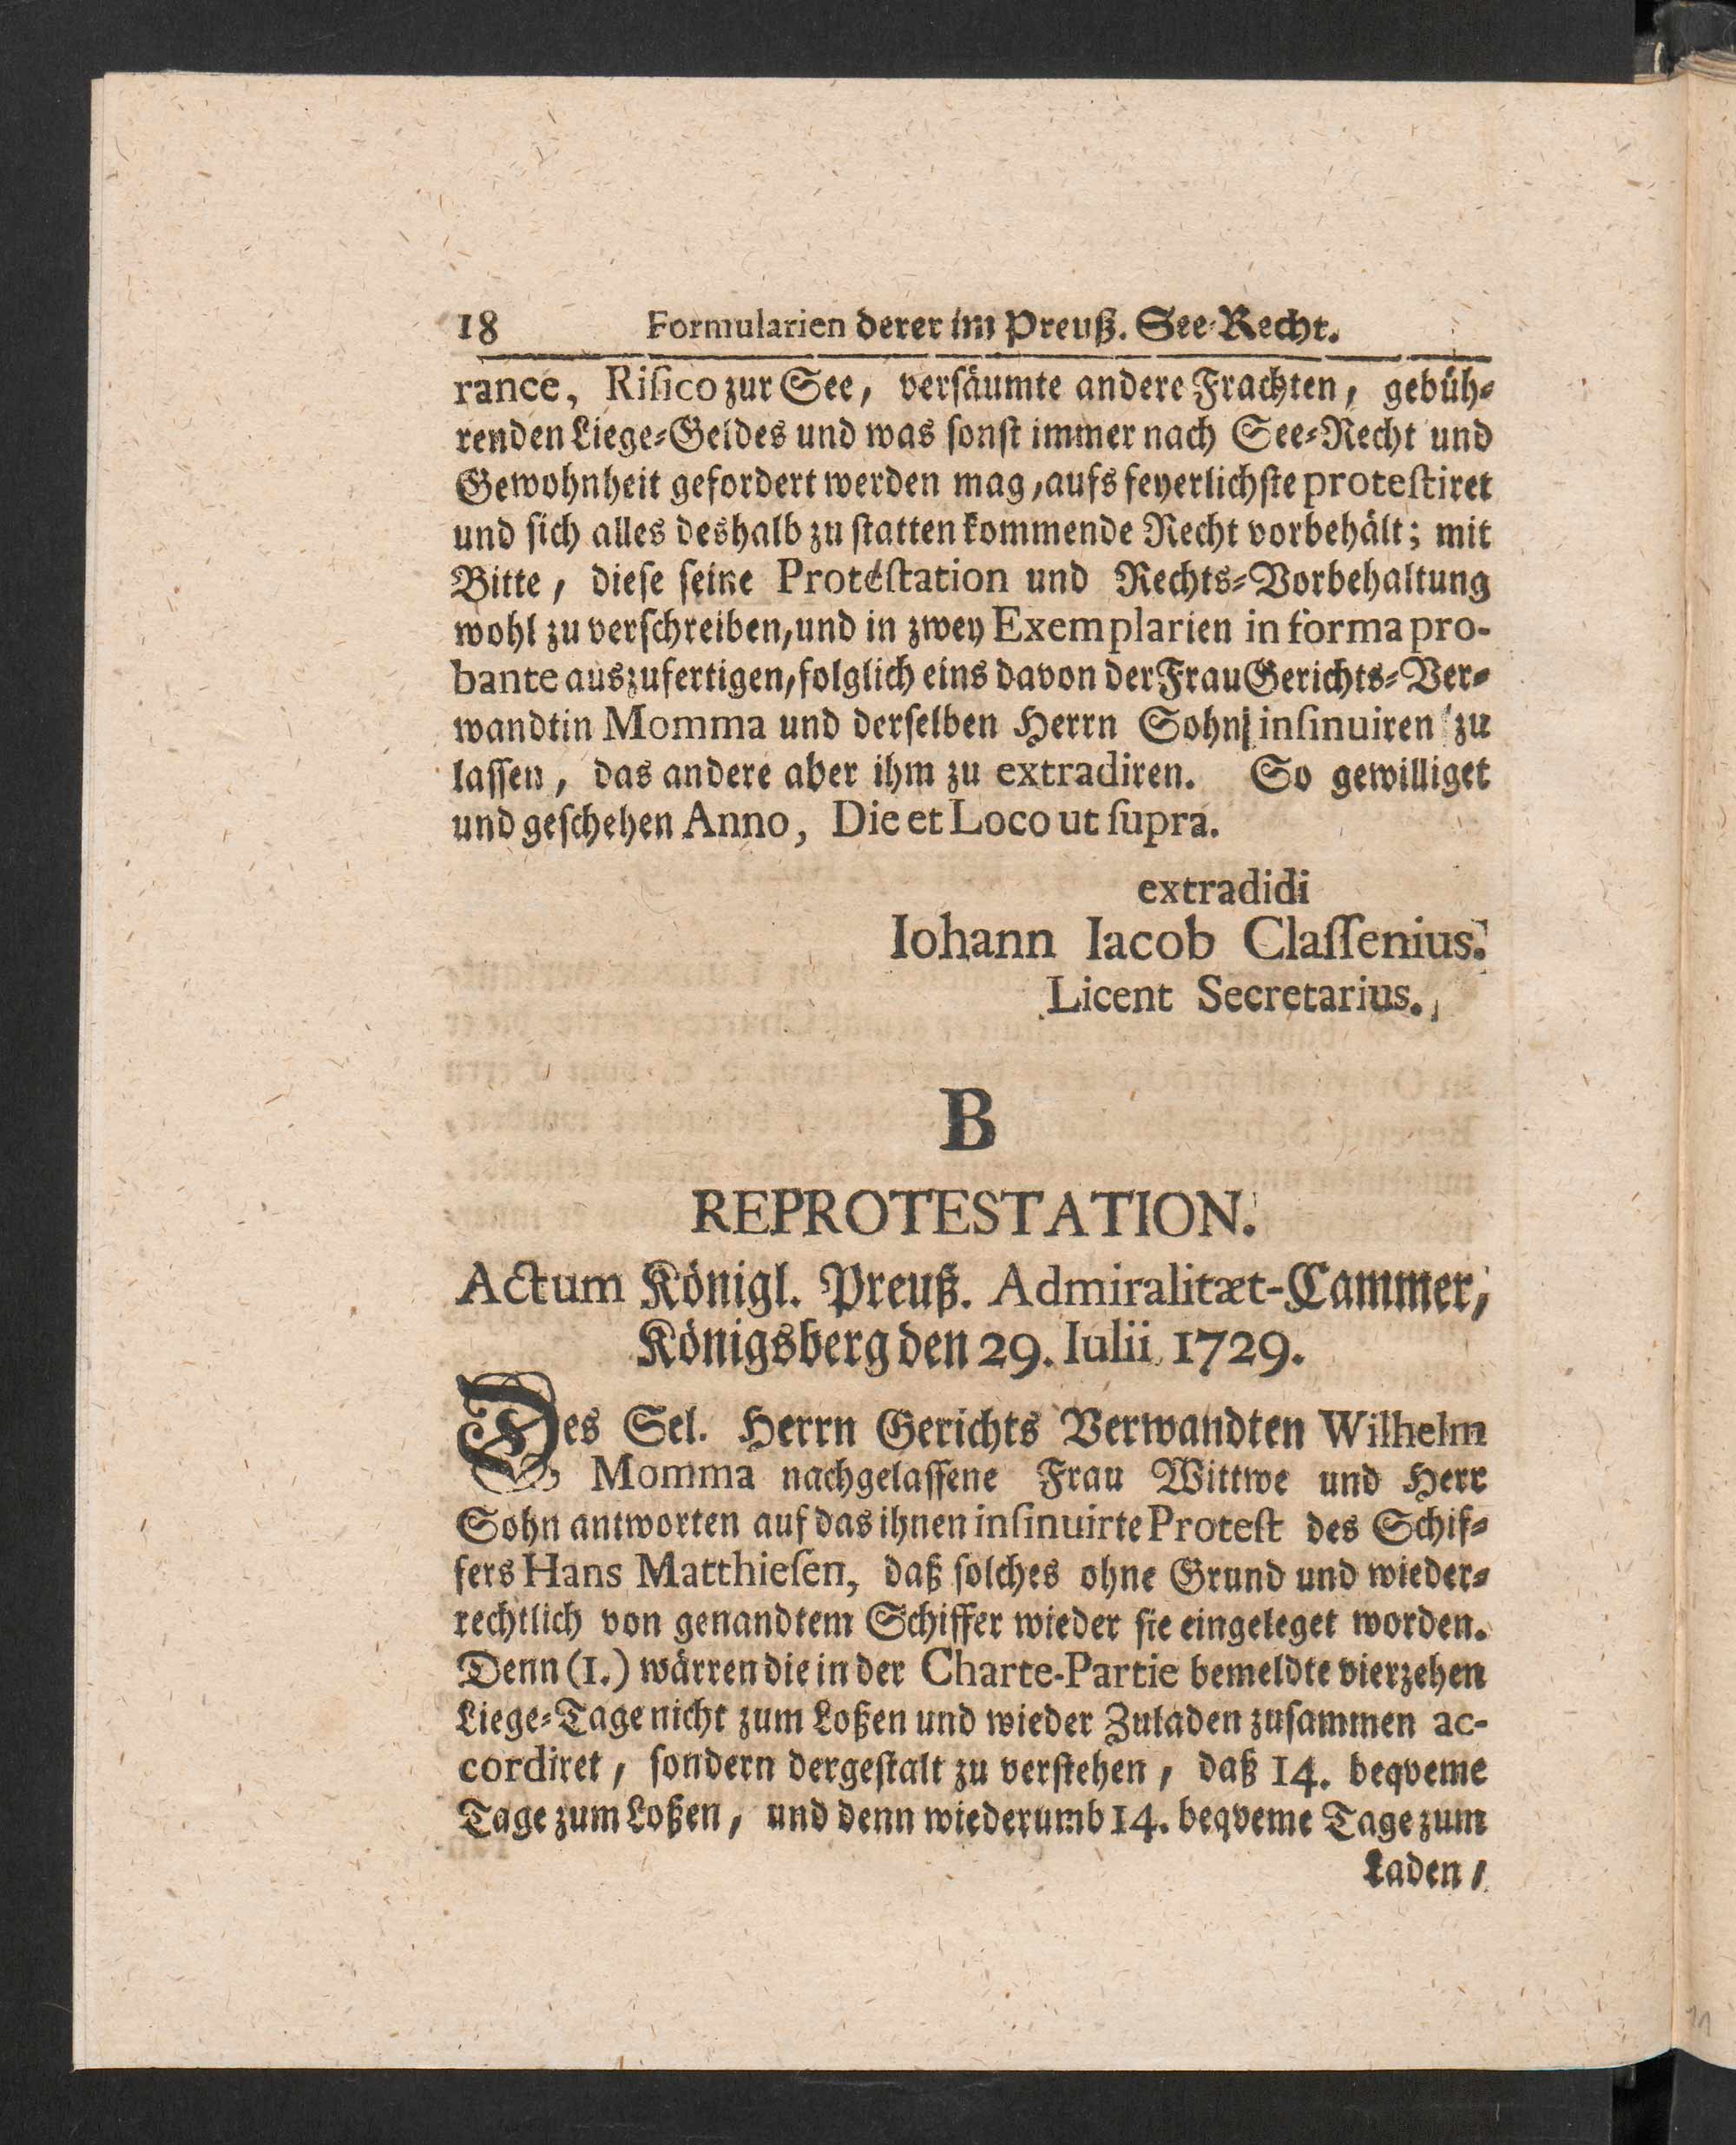 18 Formularien derer im Preuß. See-Recht.
rance, Riſico zur See, verſäumte andere Frachten, gebüh-
renden Liege-Geldes und was ſonſt immer nach See-Recht und
Gewohnheit gefordert werden mag, aufs feyerlichſte proteſtiret
und ſich alles deshalb zu ſtatten kommende Recht vorbehält; mit
Bitte, dieſe ſeine Proteſtation und Rechts-Vorbehaltung
wohl zu verſchreiben, und in zwey Exemplarien in forma pro-
bante auszufertigen, folglich eins davon der Frau Gerichts-Ver-
wandtin Momma und derſelben Herrn Sohn inſinuiren zu
laſſen, das andere aber ihm zu extradiren. So gewilliget
und geſchehen Anno, Die et Loco ut ſupra.
extradidi
Iohann Iacob Claſſenius.
Licent Secretarius.
B
REPROTESTATION.
Actum Königl. Preuß. Admiralitæt-Cammer,
Königsberg den 29. Iulii 1729.
Des Sel. Herrn Gerichts Verwandten Wilhelm
Momma nachgelaſſene Frau Wittwe und Herr
Sohn antworten auf das ihnen inſinuirte Proteſt des Schif-
fers Hans Matthieſen, daß ſolches ohne Grund und wieder-
rechtlich von genandtem Schiffer wieder ſie eingeleget worden.
Denn (1.) wärren die in der Charte-Partie bemeldte vierzehen
Liege-Tage nicht zum Loßen und wieder Zuladen zuſammen ac-
cordiret, ſondern dergeſtalt zu verſtehen, daß 14. beqveme
Tage zum Loßen, und denn wiederumb 14. beqveme Tage zum
Laden,